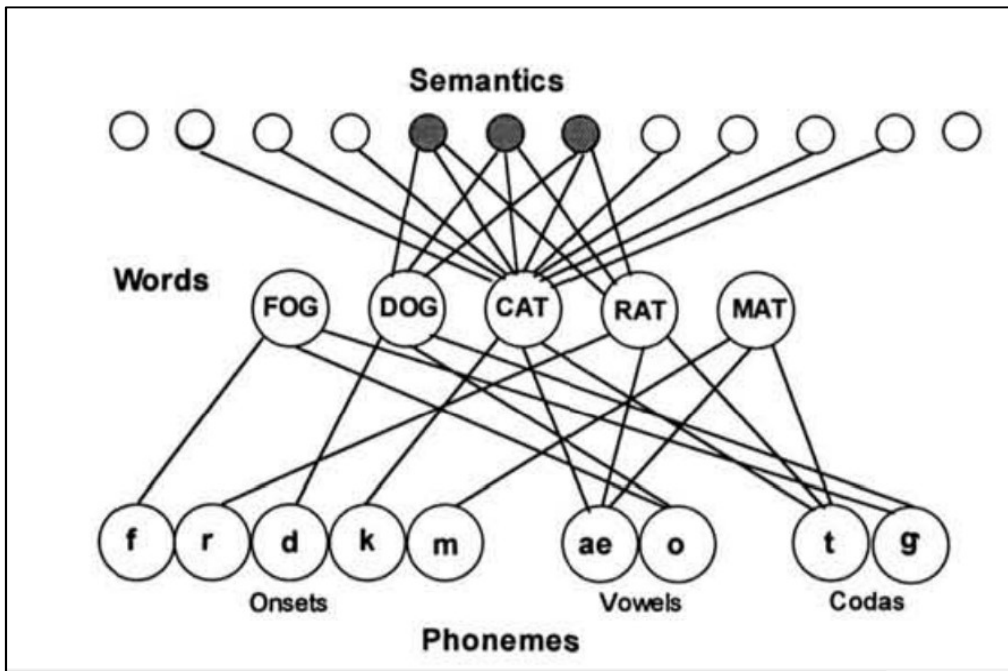 Semantics
Words
FOG DOG CAT RAT MAT
f r d k m ae o t g
Onsets Vowels Codas
Phonemes